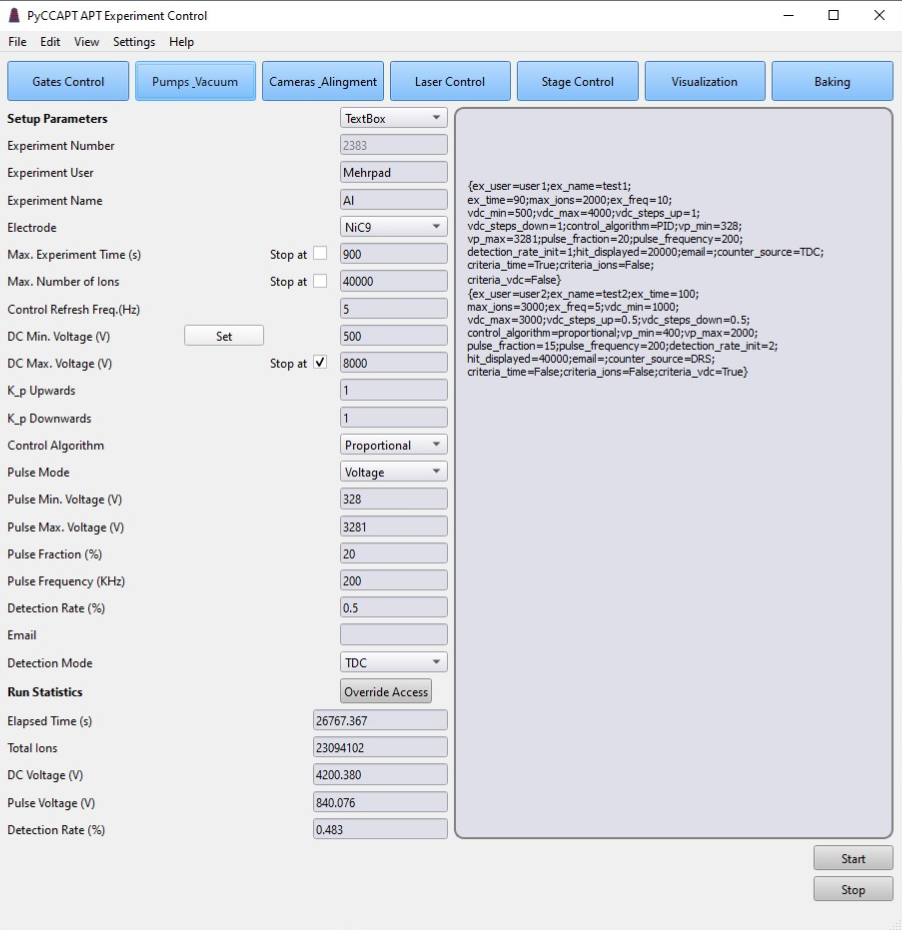 PyCCAPT APT Experiment Control
File Edit View Settings Help
Gates Control Pumps_Vacuum Cameras_Alingment Laser Control Stage Control Visualization Baking
Setup Parameters TextBox
Experiment Number 2383
Experiment User Mehrpad
Experiment Name Al
Electrode NiC9
Max. Experiment Time (s) Stop at 900
Max. Number of Ions Stop at 40000
Control Refresh Freq.(Hz) 5
DC Min. Voltage (V) Set 500
DC Max. Voltage (V) Stop at 8000
K_p Upwards 1
K_p Downwards 1
Control Algorithm Proportional
Pulse Mode Voltage
Pulse Min. Voltage (V) 328
Pulse Max. Voltage (V) 3281
Pulse Fraction (%) 20
Pulse Frequency (KHz) 200
Detection Rate (%) 0.5
Email
Detection Mode TDC
Run Statistics Override Access
Elapsed Time (s) 26767.367
Total Ions 23094102
DC Voltage (V) 4200.380
Pulse Voltage (V) 840.076
Detection Rate (%) 0.483
{ex_user=user1;ex_name=test1;
ex_time=90;max_ions=2000;ex_freq=10;
vdc_min=500;vdc_max=4000;vdc_steps_up=1;
vdc_steps_down=1;control_algorithm=PID;vp_min=328;
vp_max=3281;pulse_fraction=20;pulse_frequency=200;
detection_rate_init=1;hit_displayed=20000;email=;counter_source=TDC;
criteria_time=True;criteria_ions=False;
criteria_vdc=False}
{ex_user=user2;ex_name=test2;ex_time=100;
max_ions=3000;ex_freq=5;vdc_min=1000;
vdc_max=3000;vdc_steps_up=0.5;vdc_steps_down=0.5;
control_algorithm=proportional;vp_min=400;vp_max=2000;
pulse_fraction=15;pulse_frequency=200;detection_rate_init=2;
hit_displayed=40000;email=;counter_source=DRS;
criteria_time=False;criteria_ions=False;criteria_vdc=True}
Start
Stop